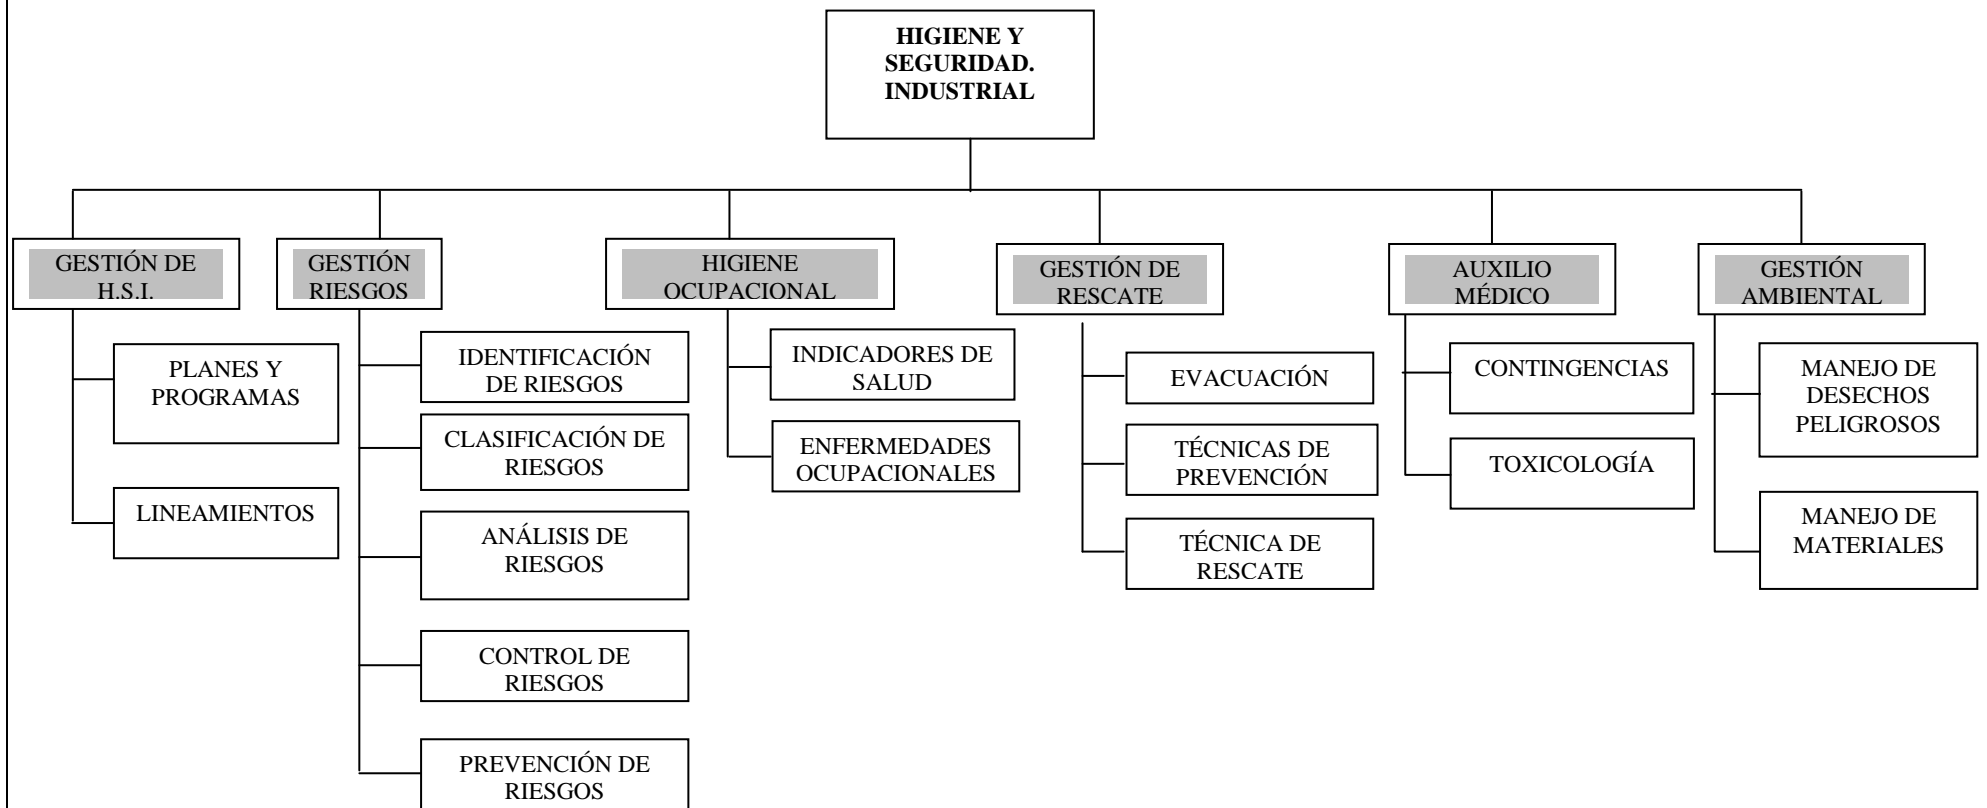 HIGIENE Y
SEGURIDAD.
INDUSTRIAL
GESTIÓN DE
H.S.I.
PLANES Y
PROGRAMAS
LINEAMIENTOS
GESTIÓN
RIESGOS
IDENTIFICACIÓN
DE RIESGOS
CLASIFICACIÓN DE
RIESGOS
ANÁLISIS DE
RIESGOS
CONTROL DE
RIESGOS
PREVENCIÓN DE
RIESGOS
HIGIENE
OCUPACIONAL
INDICADORES DE
SALUD
ENFERMEDADES
OCUPACIONALES
GESTIÓN DE
RESCATE
EVACUACIÓN
TÉCNICAS DE
PREVENCIÓN
TÉCNICA DE
RESCATE
AUXILIO
MÉDICO
CONTINGENCIAS
TOXICOLOGÍA
GESTIÓN
AMBIENTAL
MANEJO DE
DESECHOS
PELIGROSOS
MANEJO DE
MATERIALES